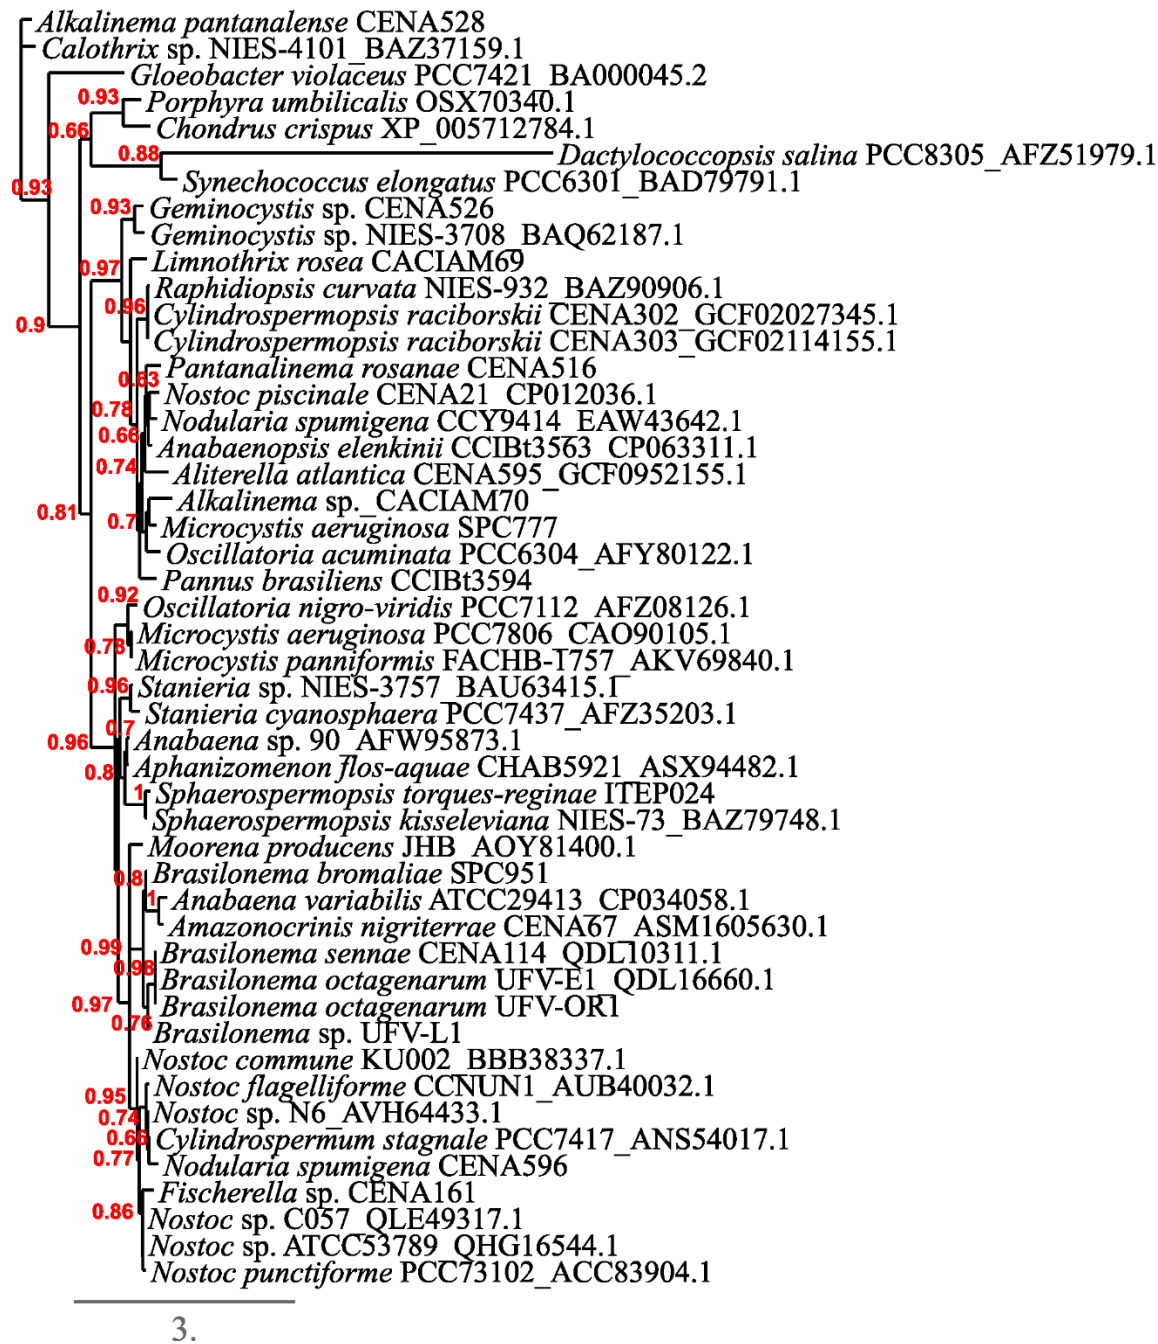 Alkalinema pantanalense CENA528
Calothrix sp. NIES-4101_BAZ37159.1
Gloeobacter violaceus PCC7421_BA000045.2
0.93 Porphyra umbilicalis OSX70340.1
0.66 Chondrus crispus XP_005712784.1
0.88 Dactylococcopsis salina PCC8305_AFZ51979.1
0.93 Synechococcus elongatus PCC6301_BAD79791.1
0.93 Geminocystis sp. CENA526
Geminocystis sp. NIES-3708_BAQ62187.1
0.97 Limnothrix rosea CACIAM69
Raphidiopsis curvata NIES-932_BAZ90906.1
0.9 0.96 Cylindrospermopsis raciborskii CENA302_GCF02027345.1
Cylindrospermopsis raciborskii CENA303_GCF02114155.1
0.63 Pantanalinema rosanae CENA516
Nostoc piscinale CENA21_CP012036.1
0.78 Nodularia spumigena CCY9414_EAW43642.1
0.66 Anabaenopsis elenkinii CCIBt3563_CP063311.1
0.74 Aliterella atlantica CENA595_GCF0952155.1
Alkalinema sp._CACIAM70
0.81 0.7 Microcystis aeruginosa SPC777
Oscillatoria acuminata PCC6304_AFY80122.1
Pannus brasiliens CCIBt3594
0.92 Oscillatoria nigro-viridis PCC7112_AFZ08126.1
Microcystis aeruginosa PCC7806_CAO90105.1
0.78 Microcystis panniformis FACHB-1757_AKV69840.1
0.96 Stanieria sp. NIES-3757_BAU63415.1
Stanieria cyanosphaera PCC7437_AFZ35203.1
0.96 0.7 Anabaena sp. 90_AFW95873.1
0.8 Aphanizomenon flos-aquae CHAB5921_ASX94482.1
1 Sphaerospermopsis torques-reginae ITEP024
Sphaerospermopsis kisseleviana NIES-73_BAZ79748.1
Moorena producens JHB_AOY81400.1
0.8 Brasilonema bromaliae SPC951
1 Anabaena variabilis ATCC29413_CP034058.1
Amazonocrinis nigriterrae CENA67_ASM1605630.1
0.99 Brasilonema sennae CENA114_QDL10311.1
0.98 Brasilonema octagenarum UFV-E1_QDL16660.1
0.97 Brasilonema octagenarum UFV-OR1
0.76 Brasilonema sp. UFV-L1
Nostoc commune KU002_BBB38337.1
0.95 Nostoc flagelliforme CCNUN1_AUB40032.1
0.74 Nostoc sp. N6_AVH64433.1
0.66 Cylindrospermum stagnale PCC7417_ANS54017.1
0.77 Nodularia spumigena CENA596
Fischerella sp. CENA161
0.86 Nostoc sp. C057_QLE49317.1
Nostoc sp. ATCC53789_QHG16544.1
Nostoc punctiforme PCC73102_ACC83904.1
3.